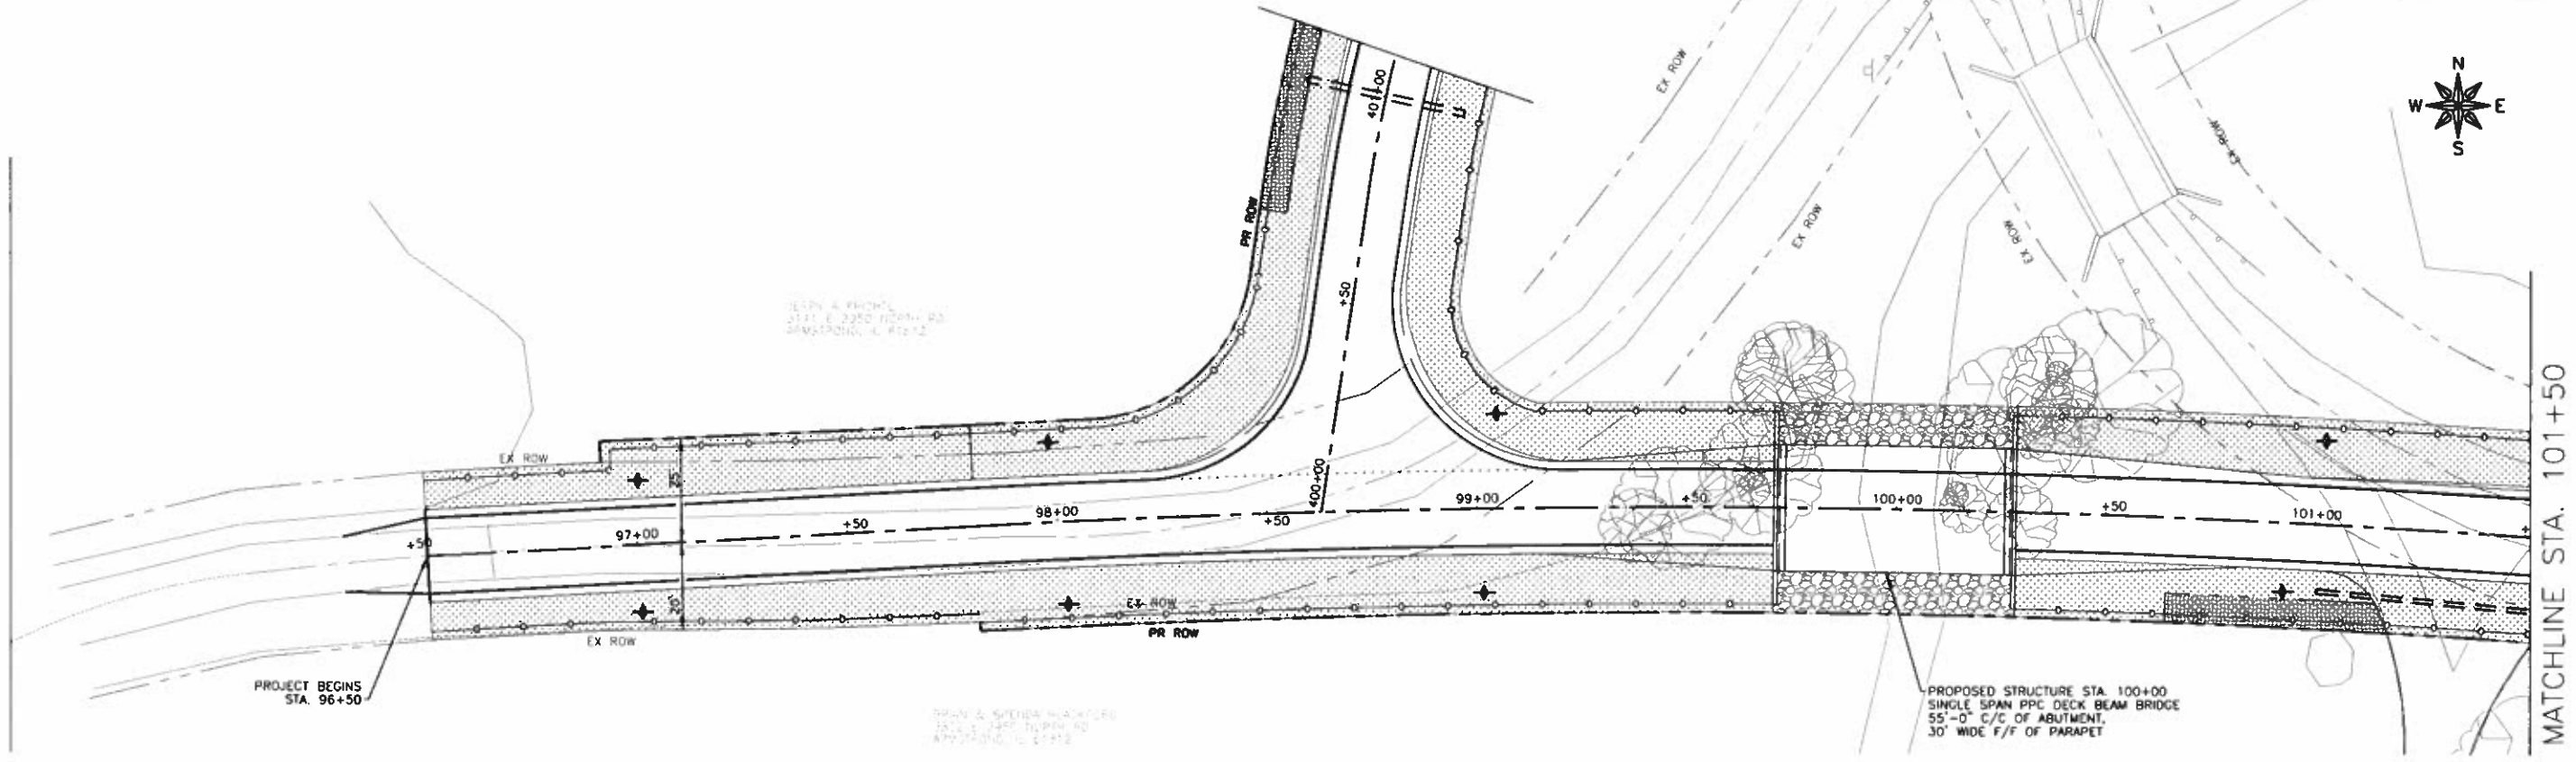 N
W E
S
401+00
EX ROW
EX ROW
EX ROW
EX ROW
PR ROW
+50
EX ROW
25'
400+00
+50
97+00
+50
98+00
+50
99+00
+50
100+00
+50
101+00
20'
EX ROW
EX ROW
PR ROW
PROJECT BEGINS
STA. 96+50
PROPOSED STRUCTURE STA. 100+00
SINGLE SPAN PPC DECK BEAM BRIDGE
55'-0" C/C OF ABUTMENT,
30' WIDE F/F OF PARAPET
MATCHLINE STA. 101+50